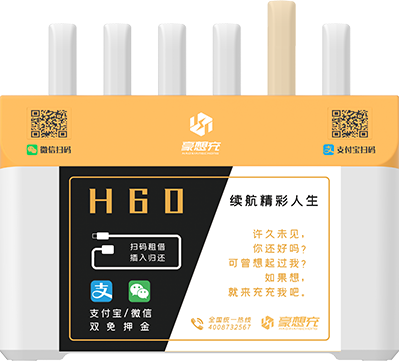 豪想充
微信扫码
支付宝扫码
H60
续航精彩人生
扫码租借
插入归还
许久未见，
你还好吗？
可曾想起过我？
如果想，
就来充充我吧。
支付宝/微信
双免押金
全国统一热线
4008732567
豪想充